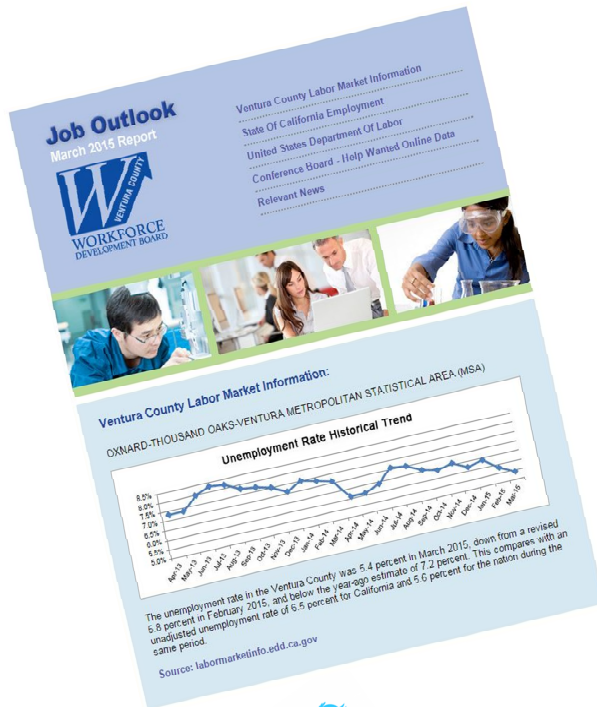 Job Outlook
March 2015 Report
W
VENTURA COUNTY
WORKFORCE
DEVELOPMENT BOARD
Ventura County Labor Market Information
State Of California Employment
United States Department Of Labor
Conference Board - Help Wanted Online Data
Relevant News
Ventura County Labor Market Information:
OXNARD-THOUSAND OAKS-VENTURA METROPOLITAN STATISTICAL AREA (MSA)
Unemployment Rate Historical Trend
8.5%
8.0%
7.5%
7.0%
6.5%
6.0%
5.5%
5.0%
Apr-13
May-13
Jun-13
Jul-13
Aug-13
Sep-13
Oct-13
Nov-13
Dec-13
Jan-14
Feb-14
Mar-14
Apr-14
May-14
Jun-14
Jul-14
Aug-14
Sep-14
Oct-14
Nov-14
Dec-14
Jan-15
Feb-15
Mar-15
The unemployment rate in the Ventura County was 5.4 percent in March 2015, down from a revised
5.8 percent in February 2015, and below the year-ago estimate of 7.2 percent. This compares with an
unadjusted unemployment rate of 6.5 percent for California and 5.6 percent for the nation during the
same period.
Source: labormarketinfo.edd.ca.gov